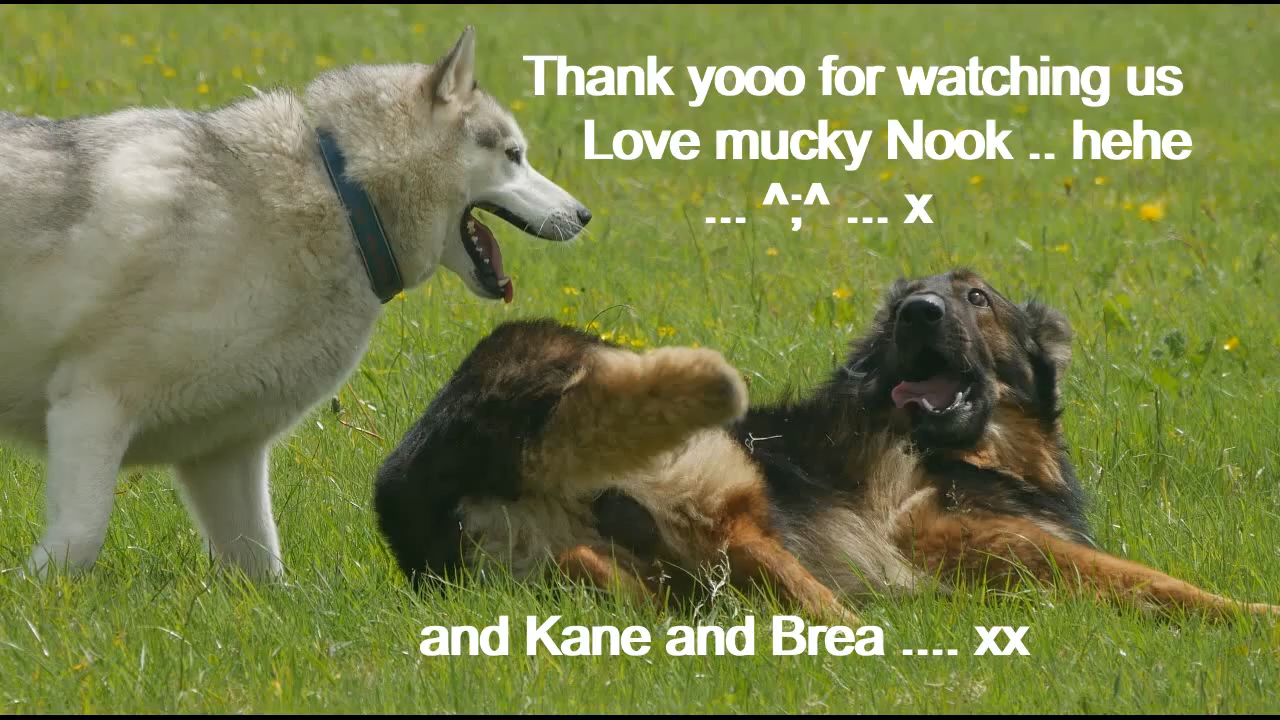 Thank yooo for watching us
Love mucky Nook .. hehe
... ^;^ ... x
and Kane and Brea .... xx